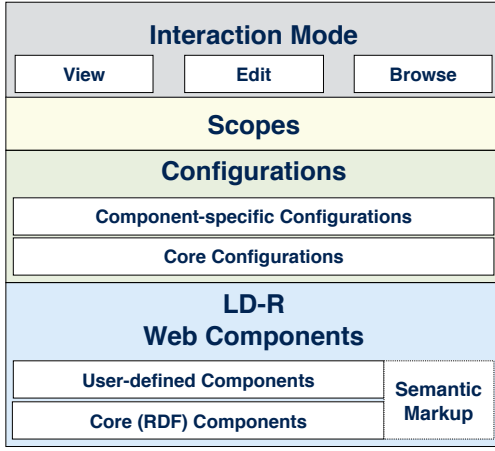 Interaction Mode
View Edit Browse
Scopes
Configurations
Component-specific Configurations
Core Configurations
LD-R
Web Components
User-defined Components
Core (RDF) Components
Semantic
Markup